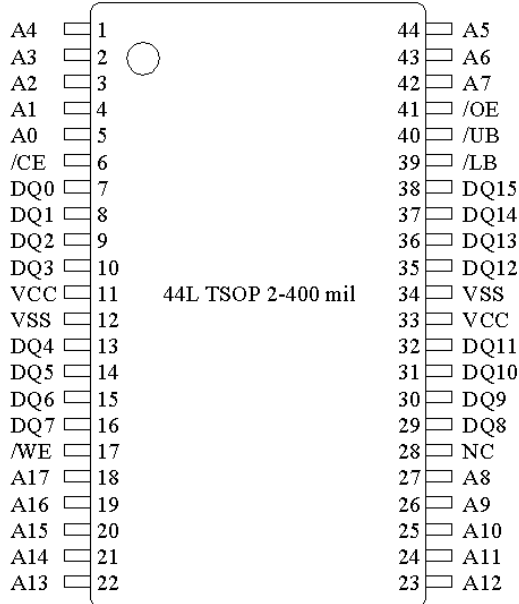 A4 1 44 A5
A3 2 43 A6
A2 3 42 A7
A1 4 41 /OE
A0 5 40 /UB
/CE 6 39 /LB
DQ0 7 38 DQ15
DQ1 8 37 DQ14
DQ2 9 36 DQ13
DQ3 10 35 DQ12
VCC 11 44L TSOP 2-400 mil 34 VSS
VSS 12 33 VCC
DQ4 13 32 DQ11
DQ5 14 31 DQ10
DQ6 15 30 DQ9
DQ7 16 29 DQ8
/WE 17 28 NC
A17 18 27 A8
A16 19 26 A9
A15 20 25 A10
A14 21 24 A11
A13 22 23 A12